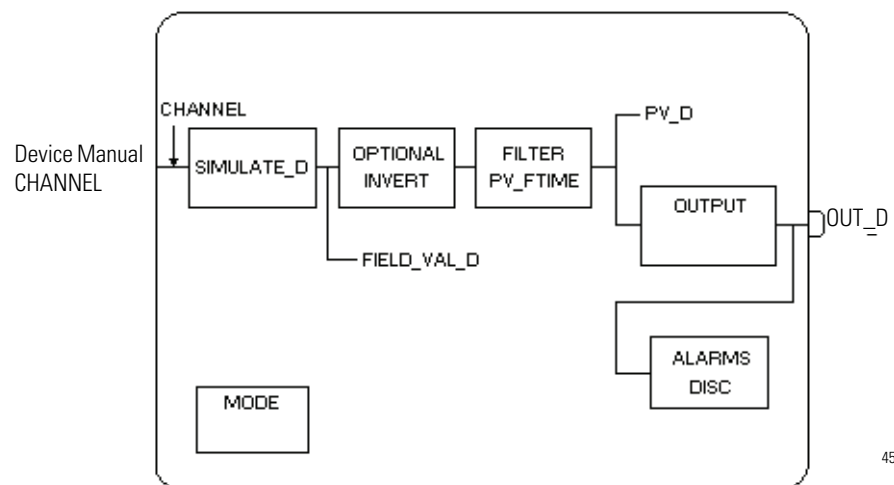 CHANNEL
Device Manual
CHANNEL
SIMULATE_D
OPTIONAL
INVERT
FILTER
PV_FTIME
PV_D
OUTPUT
OUT_D
FIELD_VAL_D
ALARMS
DISC
MODE
45